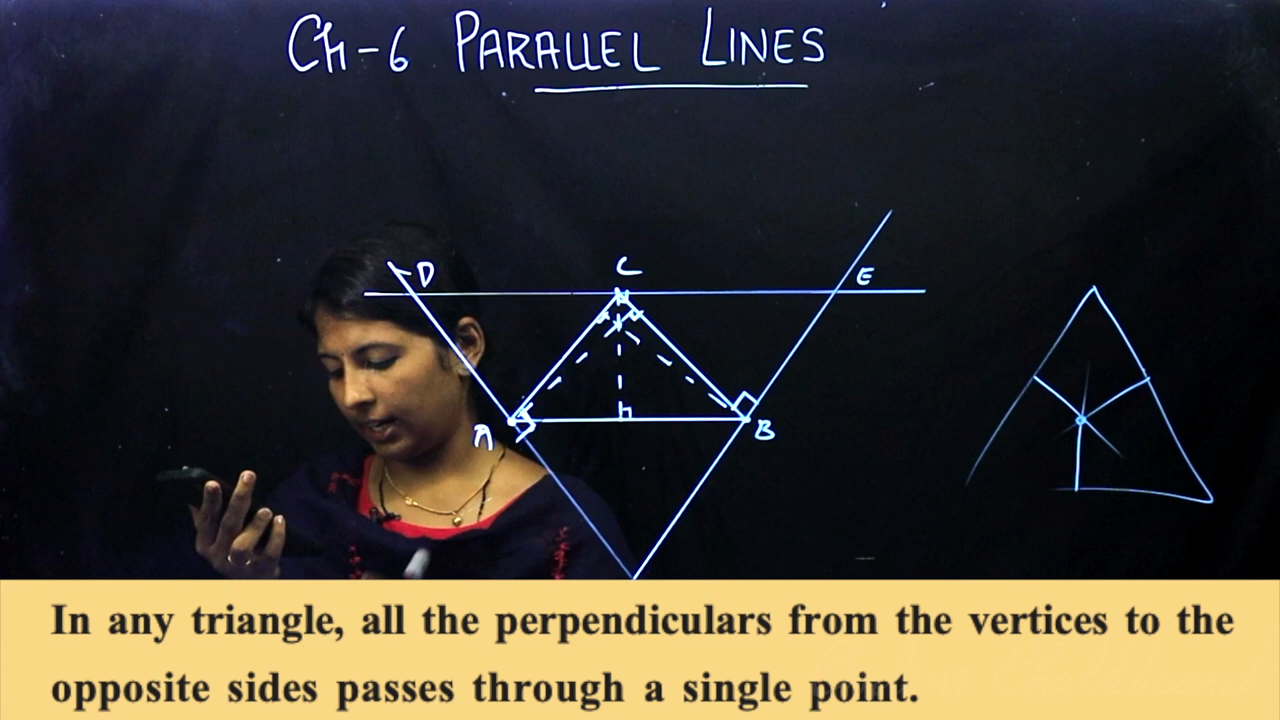 Ch-6 PARALLEL LINES
C
D
E
A
B
In any triangle, all the perpendiculars from the vertices to the
opposite sides passes through a single point.